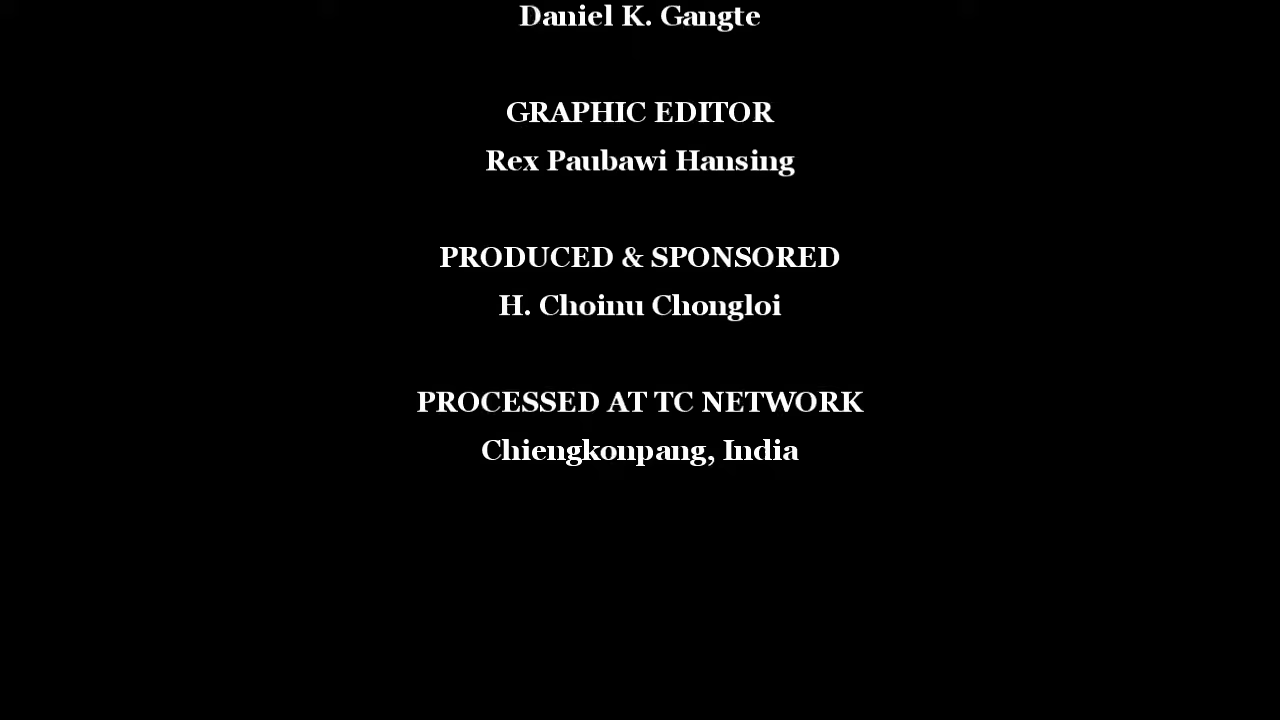 Daniel K. Gangte
GRAPHIC EDITOR
Rex Paubawi Hansing
PRODUCED & SPONSORED
H. Choinu Chongloi
PROCESSED AT TC NETWORK
Chiengkonpang, India